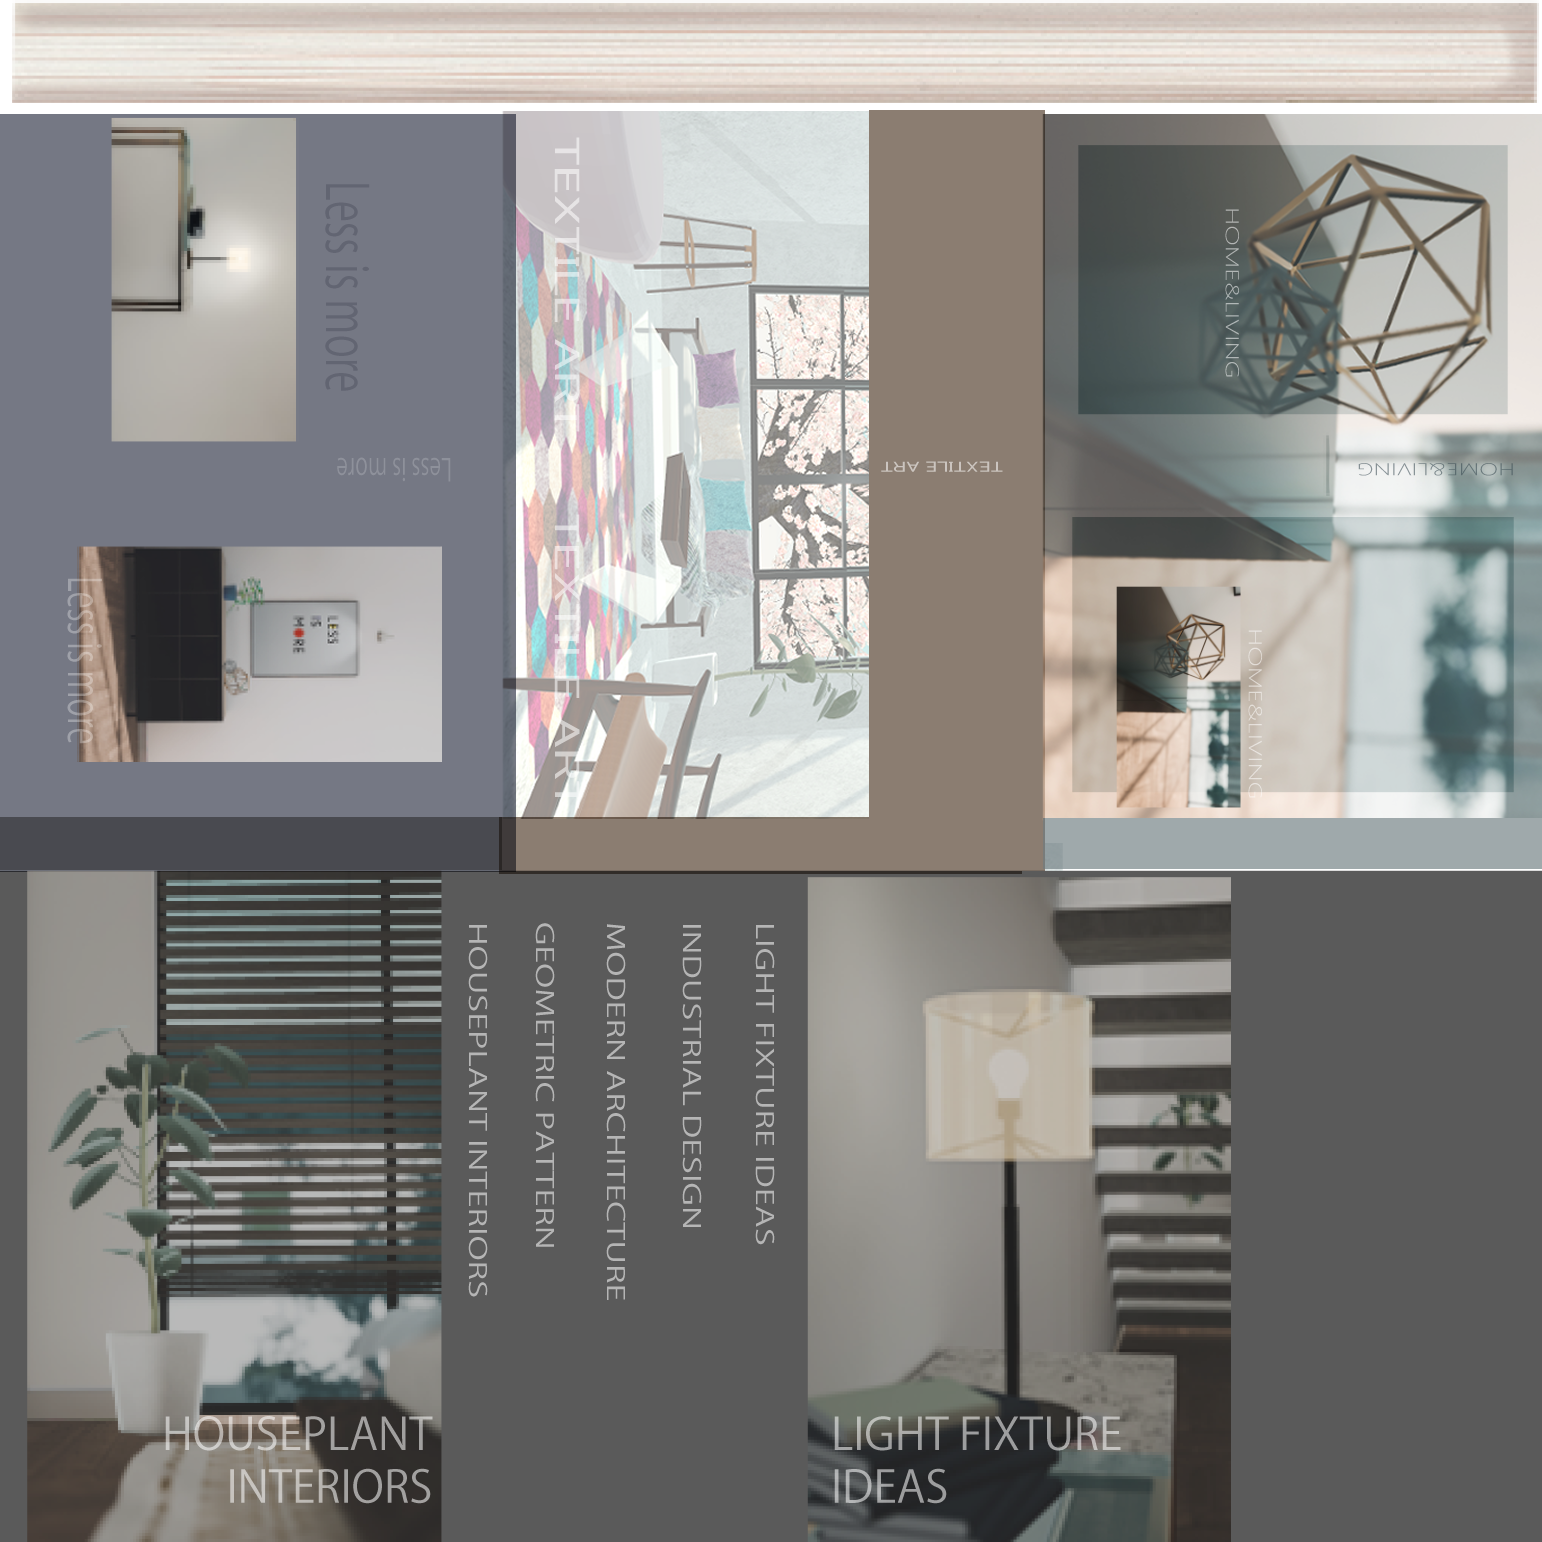 Less is more
Less is more
Less is more
LESS
IS
MORE
TEXTILE ART TEXTILE ART
TEXTILE ART
HOME&LIVING
HOME&LIVING
HOME&LIVING
HOUSEPLANT INTERIORS
GEOMETRIC PATTERN
MODERN ARCHITECTURE
INDUSTRIAL DESIGN
LIGHT FIXTURE IDEAS
HOUSEPLANT
INTERIORS
LIGHT FIXTURE
IDEAS